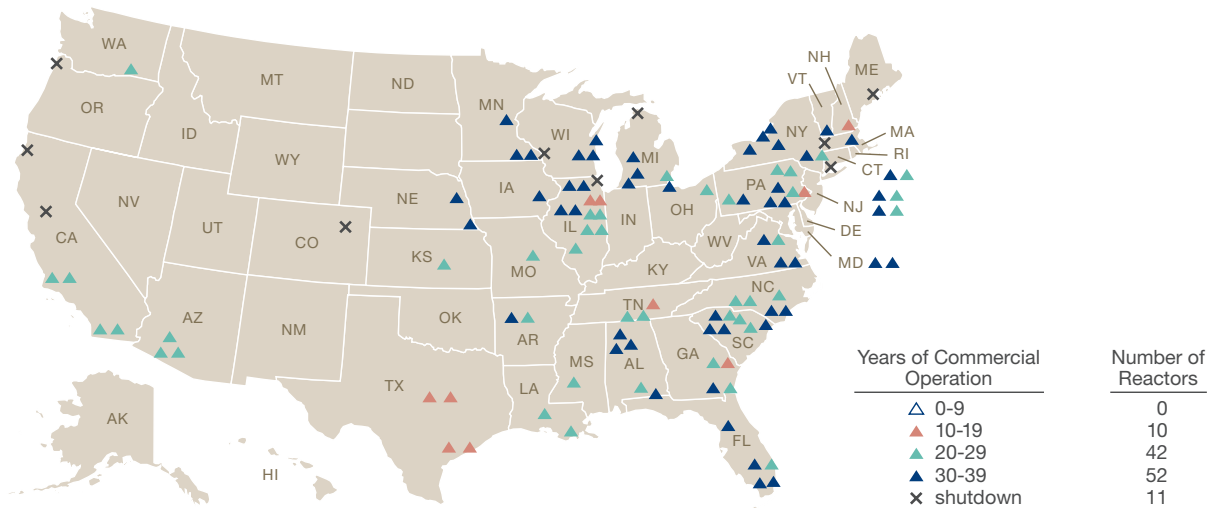 WA
MT
ND
MN
NH
VT
ME
OR
ID
WY
WI
MI
NY
MA
RI
CT
NV
UT
CO
NE
IA
IL
IN
OH
PA
NJ
DE
MD
CA
KS
MO
KY
WV
VA
AZ
NM
OK
AR
TN
NC
SC
TX
LA
MS
AL
GA
FL
AK
HI
Years of Commercial Operation
Number of Reactors
0-9 0
10-19 10
20-29 42
30-39 52
shutdown 11